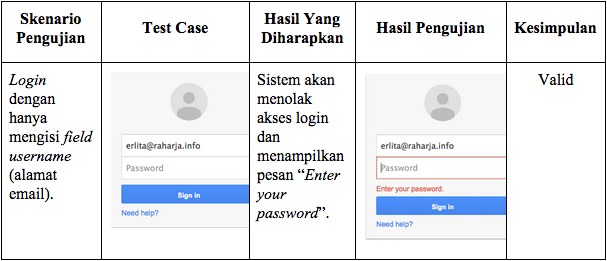 Skenario
Pengujian
Test Case
Hasil Yang
Diharapkan
Hasil Pengujian
Kesimpulan
Login
dengan
hanya
mengisi field
username
(alamat
email).
erlita@raharja.info
Password
Sign in
Need help?
Sistem akan
menolak
akses login
dan
menampilkan
pesan “Enter
your
password”.
erlita@raharja.info
Password
Enter your password.
Sign in
Need help?
Valid